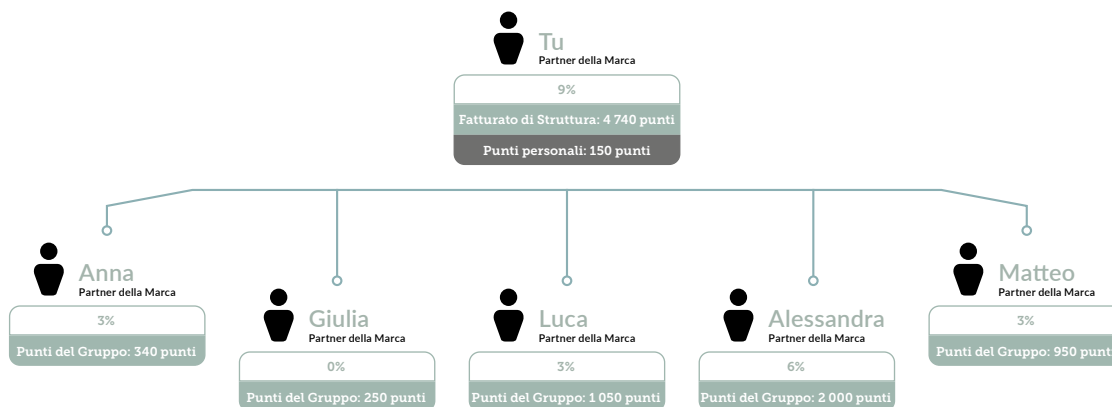 Tu
Partner della Marca
9%
Fatturato di Struttura: 4 740 punti
Punti personali: 150 punti
Anna
Partner della Marca
3%
Punti del Gruppo: 340 punti
Giulia
Partner della Marca
0%
Punti del Gruppo: 250 punti
Luca
Partner della Marca
3%
Punti del Gruppo: 1 050 punti
Alessandra
Partner della Marca
6%
Punti del Gruppo: 2 000 punti
Matteo
Partner della Marca
3%
Punti del Gruppo: 950 punti